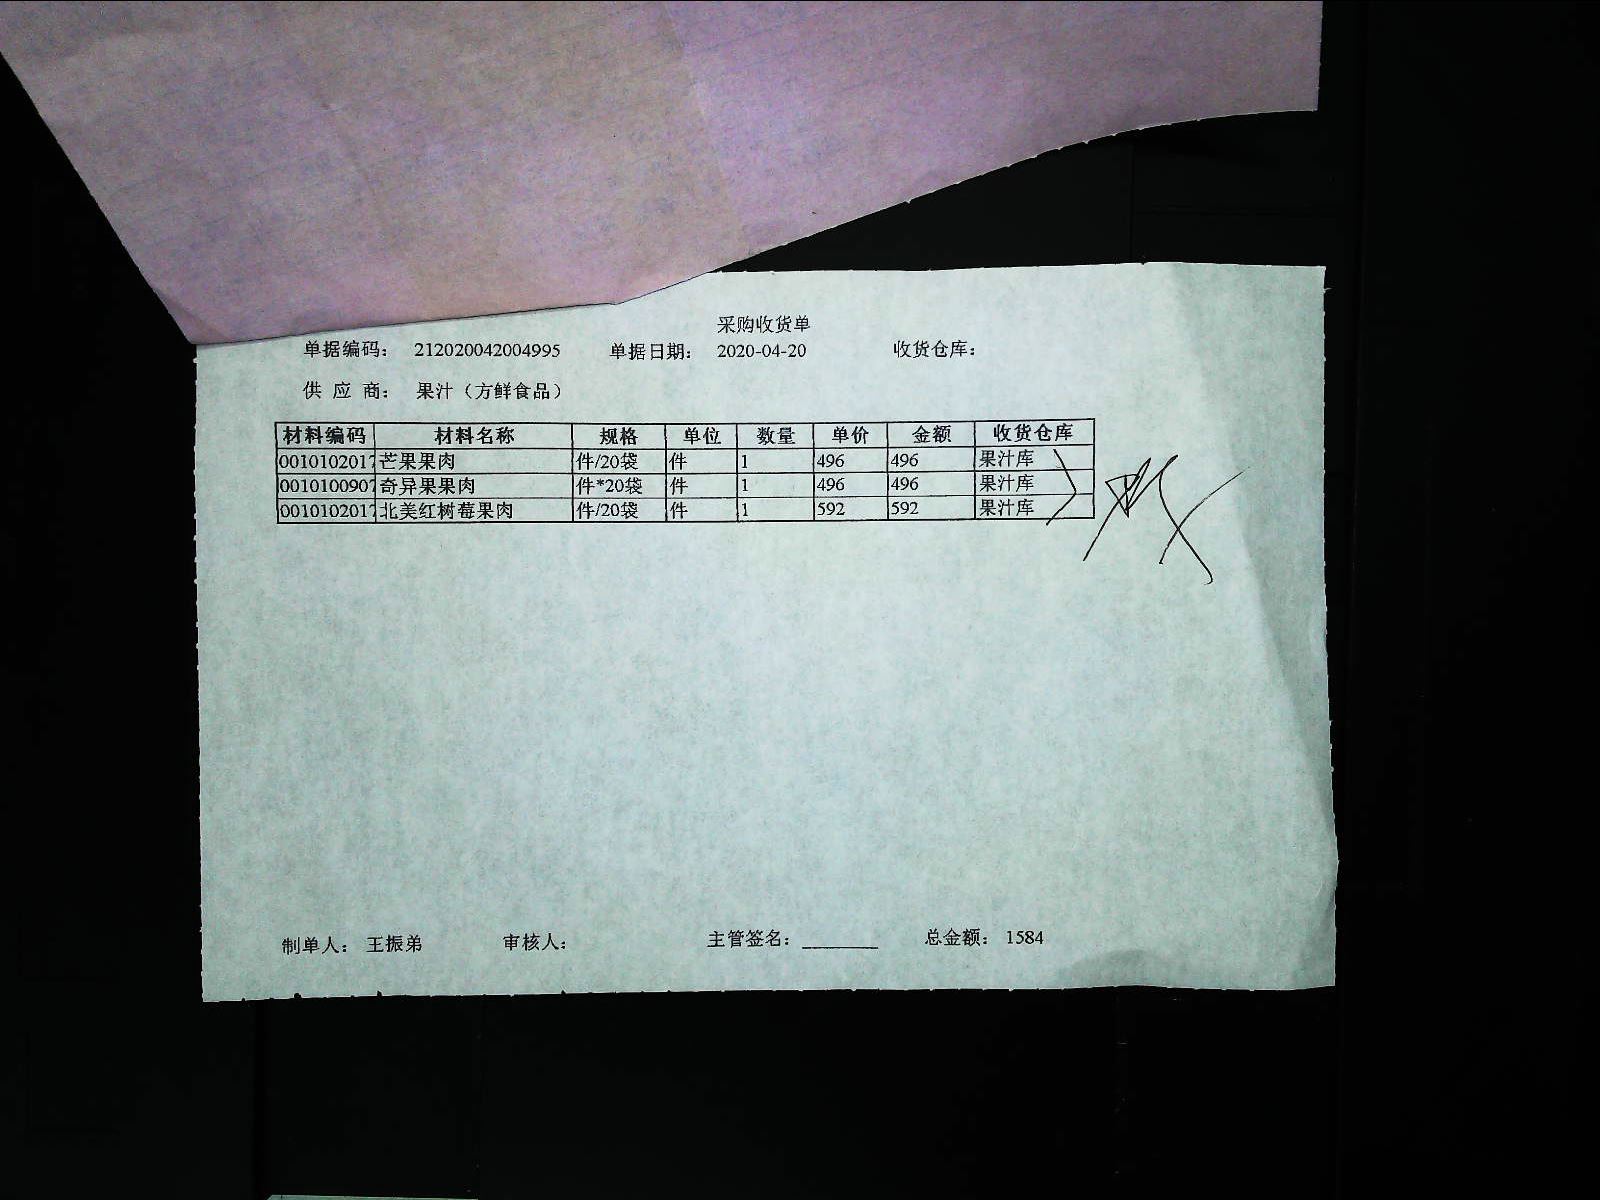 采购收货单
单据编码： 212020042004995 单据日期： 2020-04-20 收货仓库：
供 应 商： 果汁（方鲜食品）
材料编码 材料名称 规格 单位 数量 单价 金额 收货仓库
0010102017 芒果果肉 件/20袋 件 1 496 496 果汁库
0010100907 奇异果果肉 件*20袋 件 1 496 496 果汁库
0010102017 北美红树莓果肉 件/20袋 件 1 592 592 果汁库
制单人： 王振弟 审核人： 主管签名： ________ 总金额： 1584